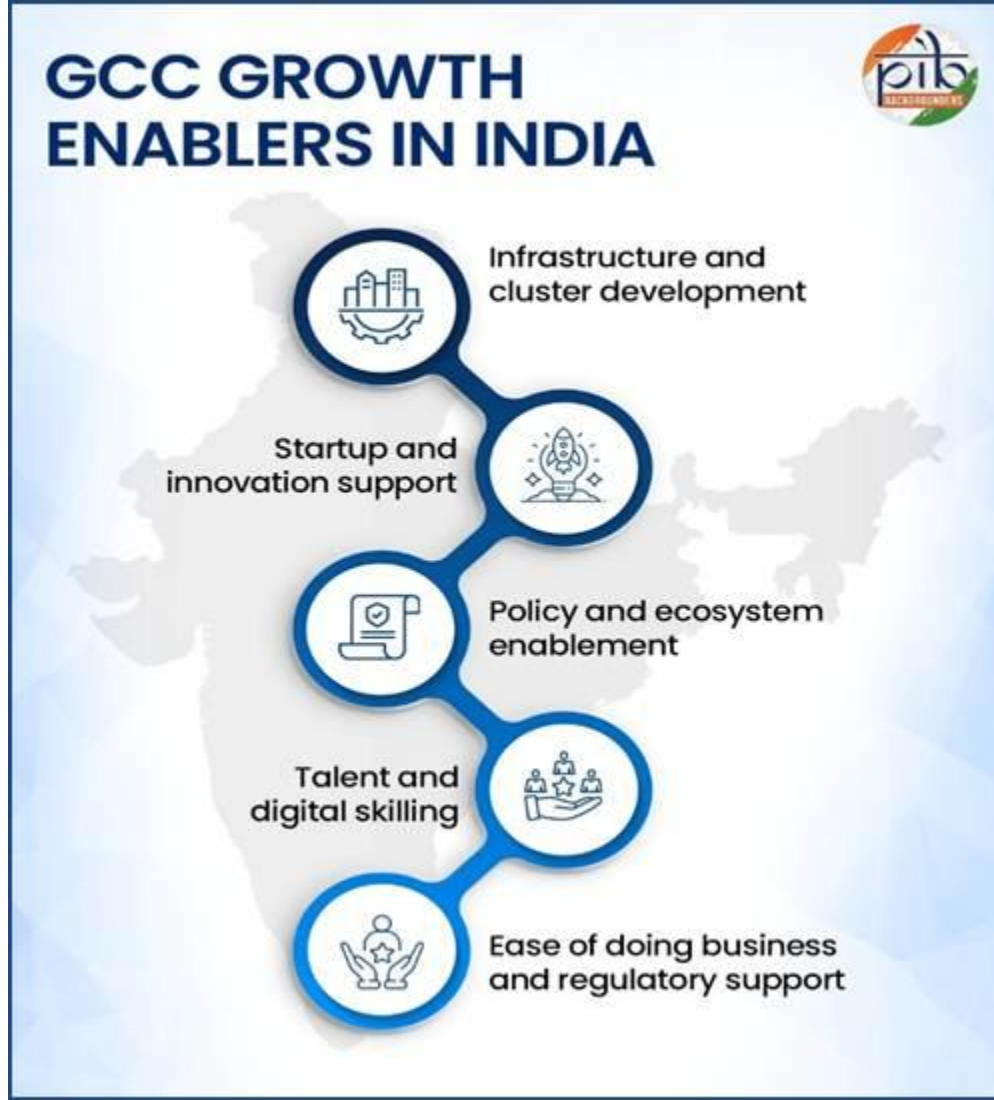 GCC GROWTH
ENABLERS IN INDIA
pib
BACKGROUNDERS
Infrastructure and
cluster development
Startup and
innovation support
Policy and ecosystem
enablement
Talent and
digital skilling
Ease of doing business
and regulatory support